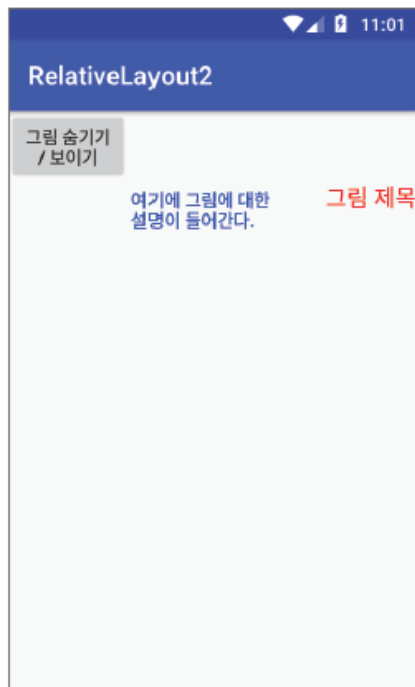 11:01
RelativeLayout2
그림 숨기기
/ 보이기
여기에 그림에 대한
설명이 들어간다.
그림 제목